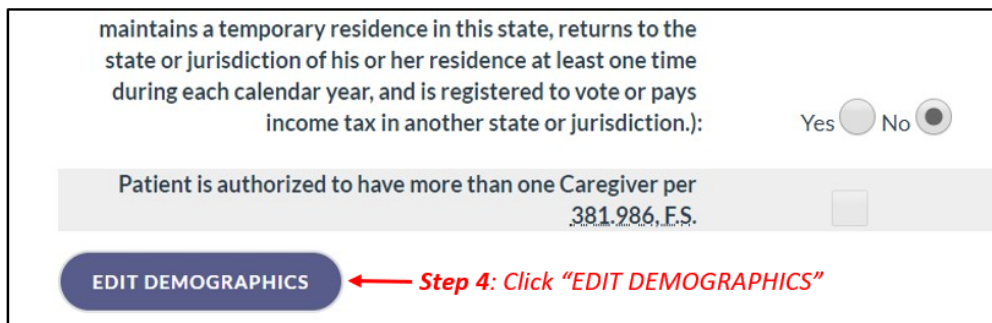 maintains a temporary residence in this state, returns to the
state or jurisdiction of his or her residence at least one time
during each calendar year, and is registered to vote or pays
income tax in another state or jurisdiction.): Yes No
Patient is authorized to have more than one Caregiver per
381.986, F.S.
EDIT DEMOGRAPHICS Step 4: Click “EDIT DEMOGRAPHICS”